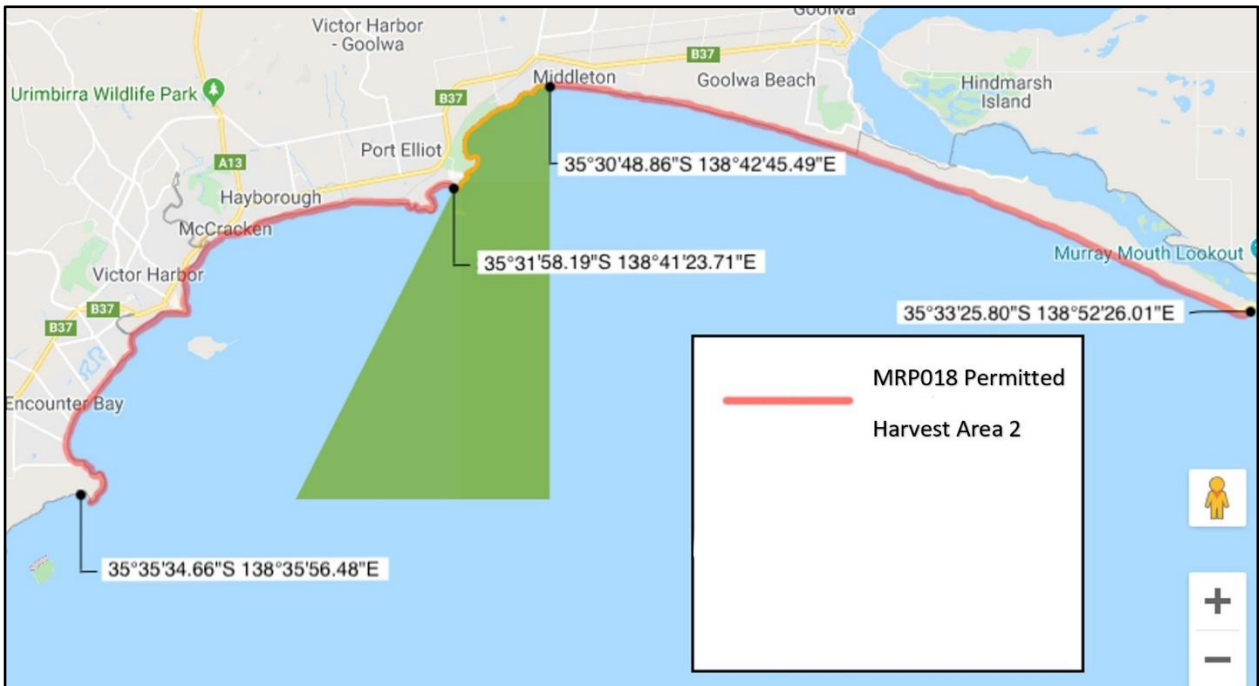 Goolwa
Victor Harbor
- Goolwa
B37
Middleton
Goolwa Beach
Hindmarsh
Island
Urimbirra Wildlife Park
B37
A13
Port Elliot
35°30'48.86"S 138°42'45.49"E
Hayborough
McCracken
35°31'58.19"S 138°41'23.71"E
Murray Mouth Lookout
Victor Harbor
B37
35°33'25.80"S 138°52'26.01"E
B37
MRP018 Permitted
Harvest Area 2
Encounter Bay
35°35'34.66"S 138°35'56.48"E
+
−